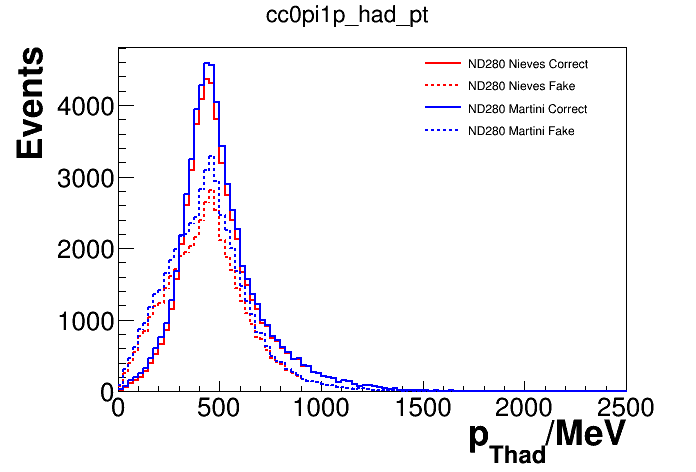 cc0pi1p_had_pt
Events
ND280 Nieves Correct
ND280 Nieves Fake
ND280 Martini Correct
ND280 Martini Fake
4000
3000
2000
1000
0
0 500 1000 1500 2000 2500
pThad/MeV